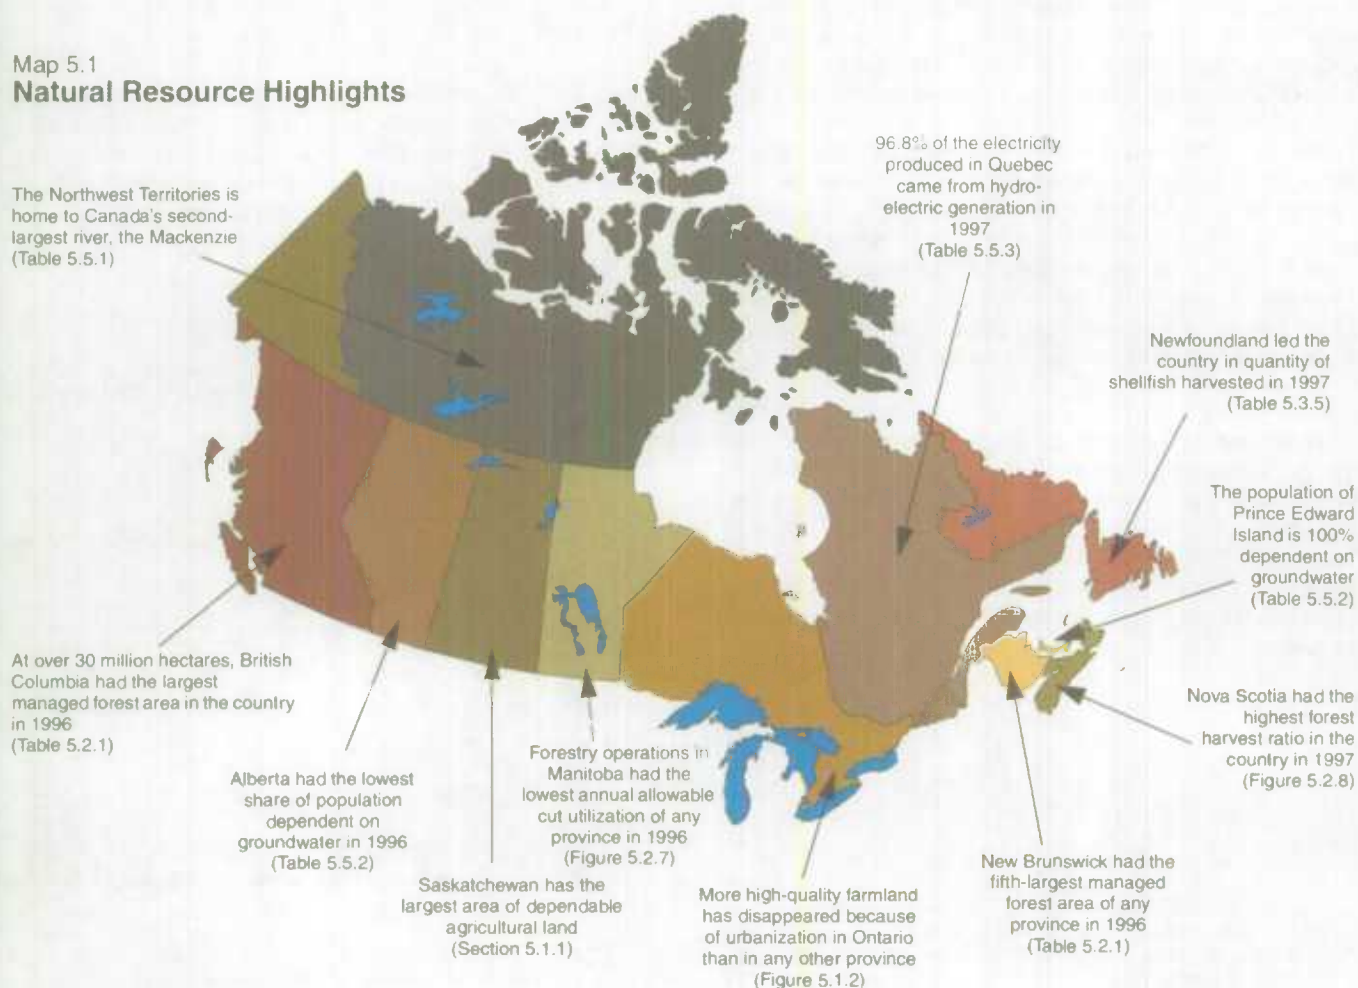 Map 5.1
Natural Resource Highlights
The Northwest Territories is
home to Canada's second-
largest river, the Mackenzie
(Table 5.5.1)
96.8% of the electricity
produced in Quebec
came from hydro-
electric generation in
1997
(Table 5.5.3)
Newfoundland led the
country in quantity of
shellfish harvested in 1997
(Table 5.3.5)
The population of
Prince Edward
Island is 100%
dependent on
groundwater
(Table 5.5.2)
At over 30 million hectares, British
Columbia had the largest
managed forest area in the country
in 1996
(Table 5.2.1)
Nova Scotia had the
highest forest
harvest ratio in the
country in 1997
(Figure 5.2.8)
Alberta had the lowest
share of population
dependent on
groundwater in 1996
(Table 5.5.2)
Forestry operations in
Manitoba had the
lowest annual allowable
cut utilization of any
province in 1996
(Figure 5.2.7)
Saskatchewan has the
largest area of dependable
agricultural land
(Section 5.1.1)
More high-quality farmland
has disappeared because
of urbanization in Ontario
than in any other province
(Figure 5.1.2)
New Brunswick had the
fifth-largest managed
forest area of any
province in 1996
(Table 5.2.1)